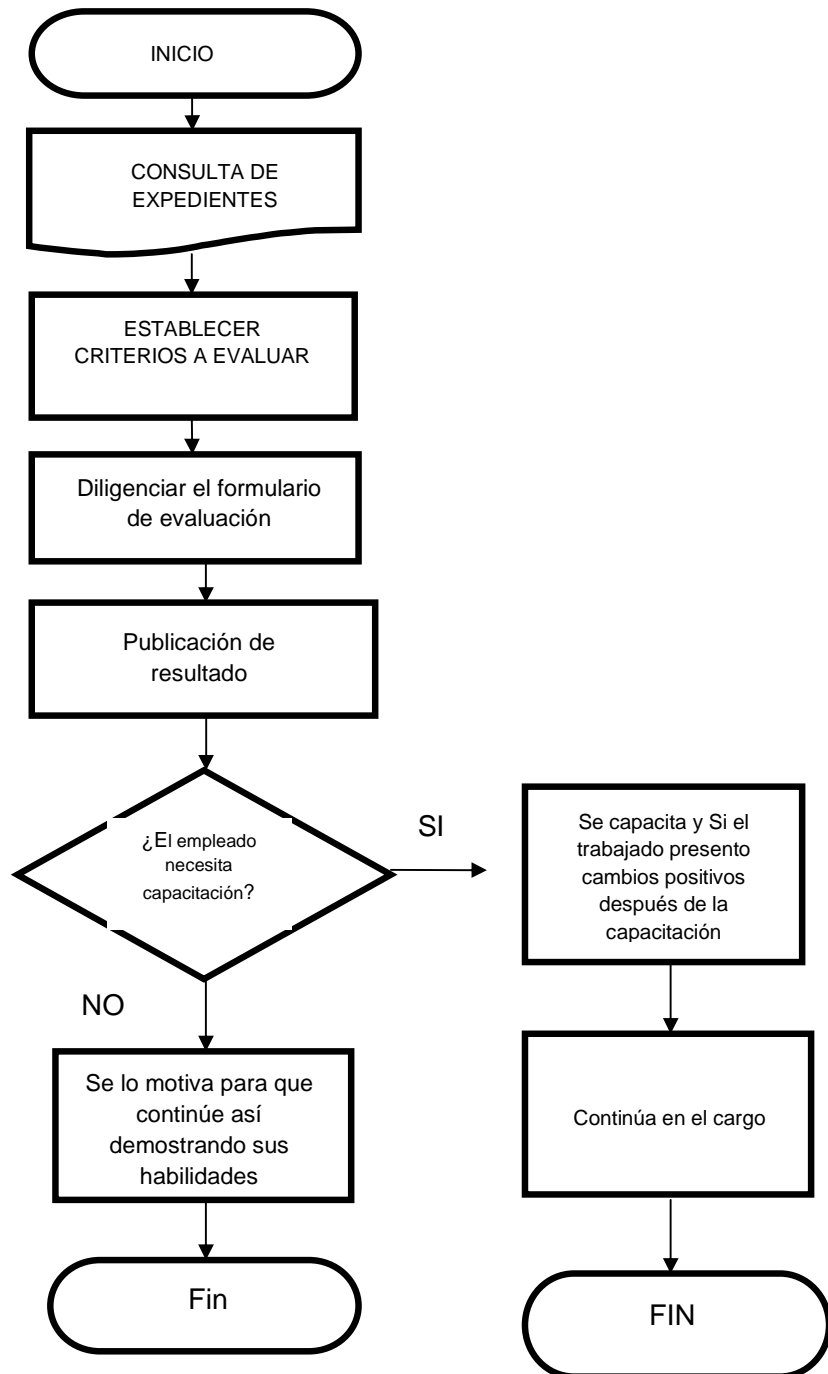 INICIO
CONSULTA DE
EXPEDIENTES
ESTABLECER
CRITERIOS A EVALUAR
Diligenciar el formulario
de evaluación
Publicación de
resultado
¿El empleado
necesita
capacitación?
SI
Se capacita y Si el
trabajado presento
cambios positivos
después de la
capacitación
NO
Se lo motiva para que
continúe así
demostrando sus
habilidades
Continúa en el cargo
Fin
FIN